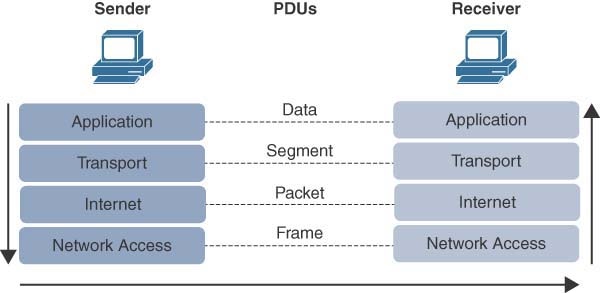 Sender PDUs Receiver
Application Data Application
Transport Segment Transport
Internet Packet Internet
Network Access Frame Network Access